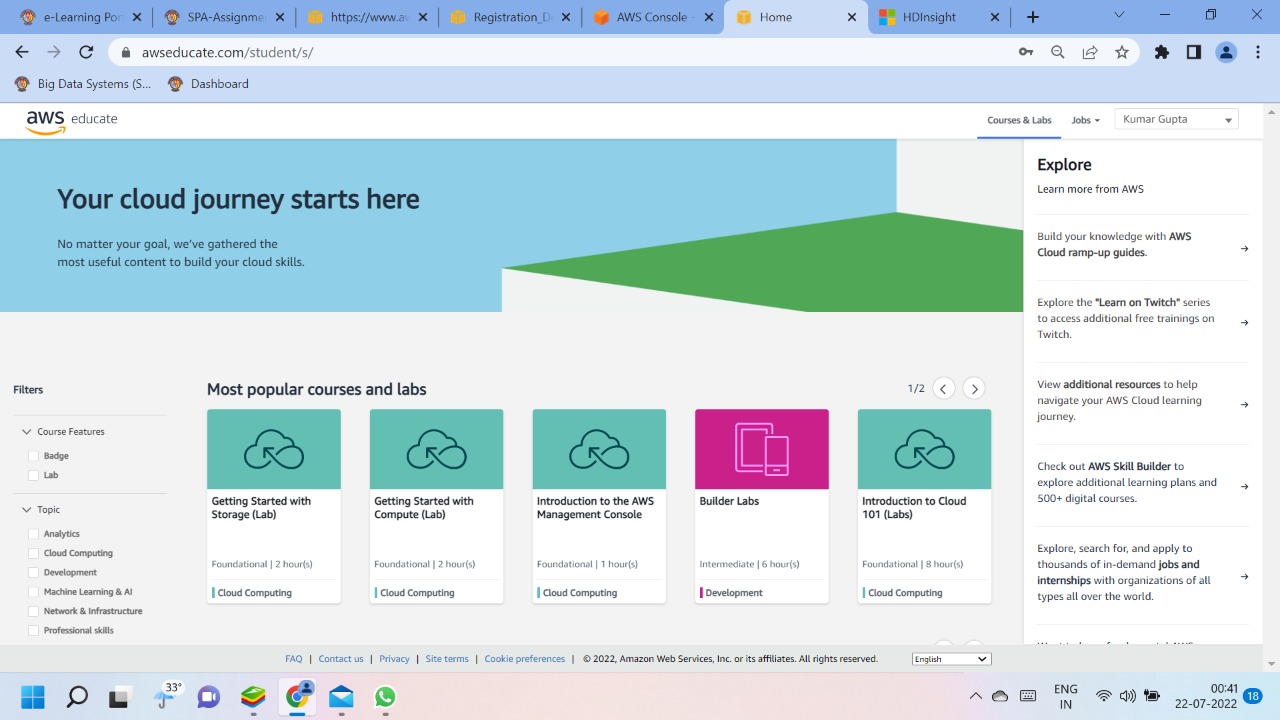 e-Learning Por
SPA-Assignme
https://www.aw
Registration_D
AWS Console -
Home
HDInsight
awseducate.com/student/s/
Big Data Systems (S...
Dashboard
aws educate
Courses & Labs
Jobs
Kumar Gupta
Your cloud journey starts here
No matter your goal, we've gathered the
most useful content to build your cloud skills.
Explore
Learn more from AWS
Build your knowledge with AWS
Cloud ramp-up guides.
Explore the "Learn on Twitch" series
to access additional free trainings on
Twitch.
View additional resources to help
navigate your AWS Cloud learning
journey.
Check out AWS Skill Builder to
explore additional learning plans and
500+ digital courses.
Explore, search for, and apply to
thousands of in-demand jobs and
internships with organizations of all
types all over the world.
Filters
Course Features
Badge
Lab
Topic
Analytics
Cloud Computing
Development
Machine Learning & AI
Network & Infrastructure
Professional skills
Most popular courses and labs
1/2
Getting Started with
Storage (Lab)
Foundational | 2 hour(s)
Cloud Computing
Getting Started with
Compute (Lab)
Foundational | 2 hour(s)
Cloud Computing
Introduction to the AWS
Management Console
Foundational | 1 hour(s)
Cloud Computing
Builder Labs
Intermediate | 6 hour(s)
Development
Introduction to Cloud
101 (Labs)
Foundational | 8 hour(s)
Cloud Computing
FAQ | Contact us | Privacy | Site terms | Cookie preferences | © 2022, Amazon Web Services, Inc. or its affiliates. All rights reserved.
English
33°
ENG
IN
00:41
22-07-2022
18